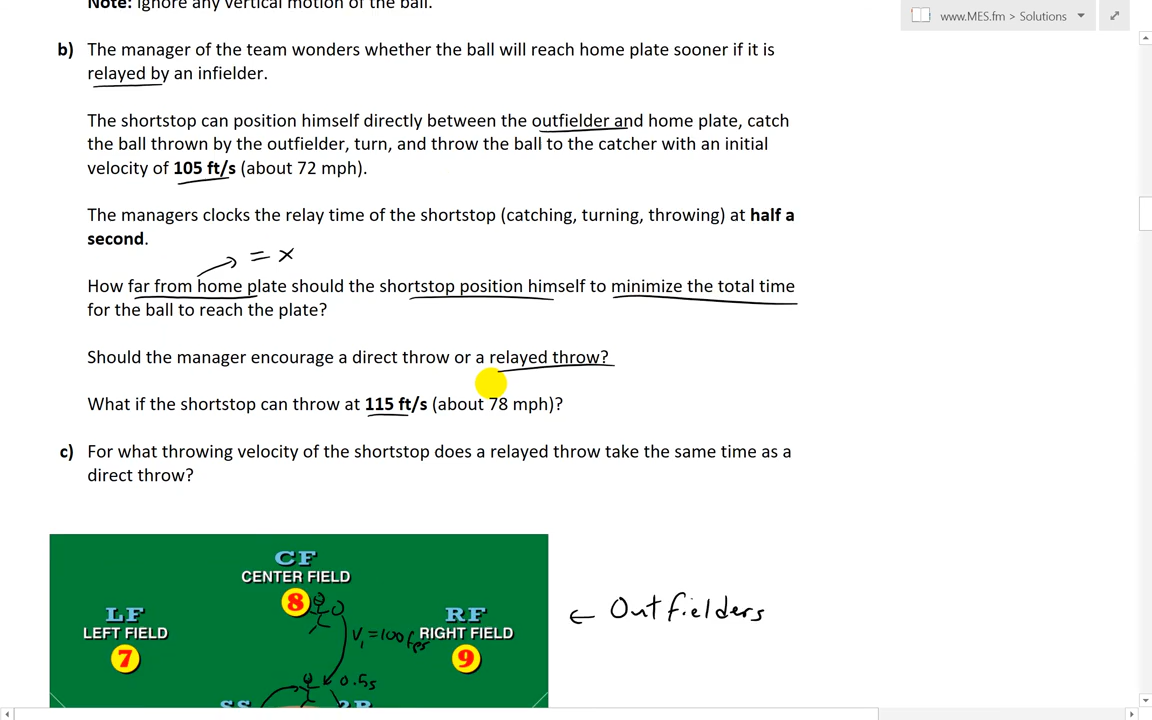 Note: Ignore any vertical motion of the ball.
www.MES.fm > Solutions
b) The manager of the team wonders whether the ball will reach home plate sooner if it is
relayed by an infielder.
The shortstop can position himself directly between the outfielder and home plate, catch
the ball thrown by the outfielder, turn, and throw the ball to the catcher with an initial
velocity of 105 ft/s (about 72 mph).
The managers clocks the relay time of the shortstop (catching, turning, throwing) at half a
second.
= x
How far from home plate should the shortstop position himself to minimize the total time
for the ball to reach the plate?
Should the manager encourage a direct throw or a relayed throw?
What if the shortstop can throw at 115 ft/s (about 78 mph)?
c) For what throwing velocity of the shortstop does a relayed throw take the same time as a
direct throw?
CF
CENTER FIELD
8
LF
LEFT FIELD
7
V₁ = 100 fps
RF
RIGHT FIELD
9
← Outfielders
0.5s
SS
2B